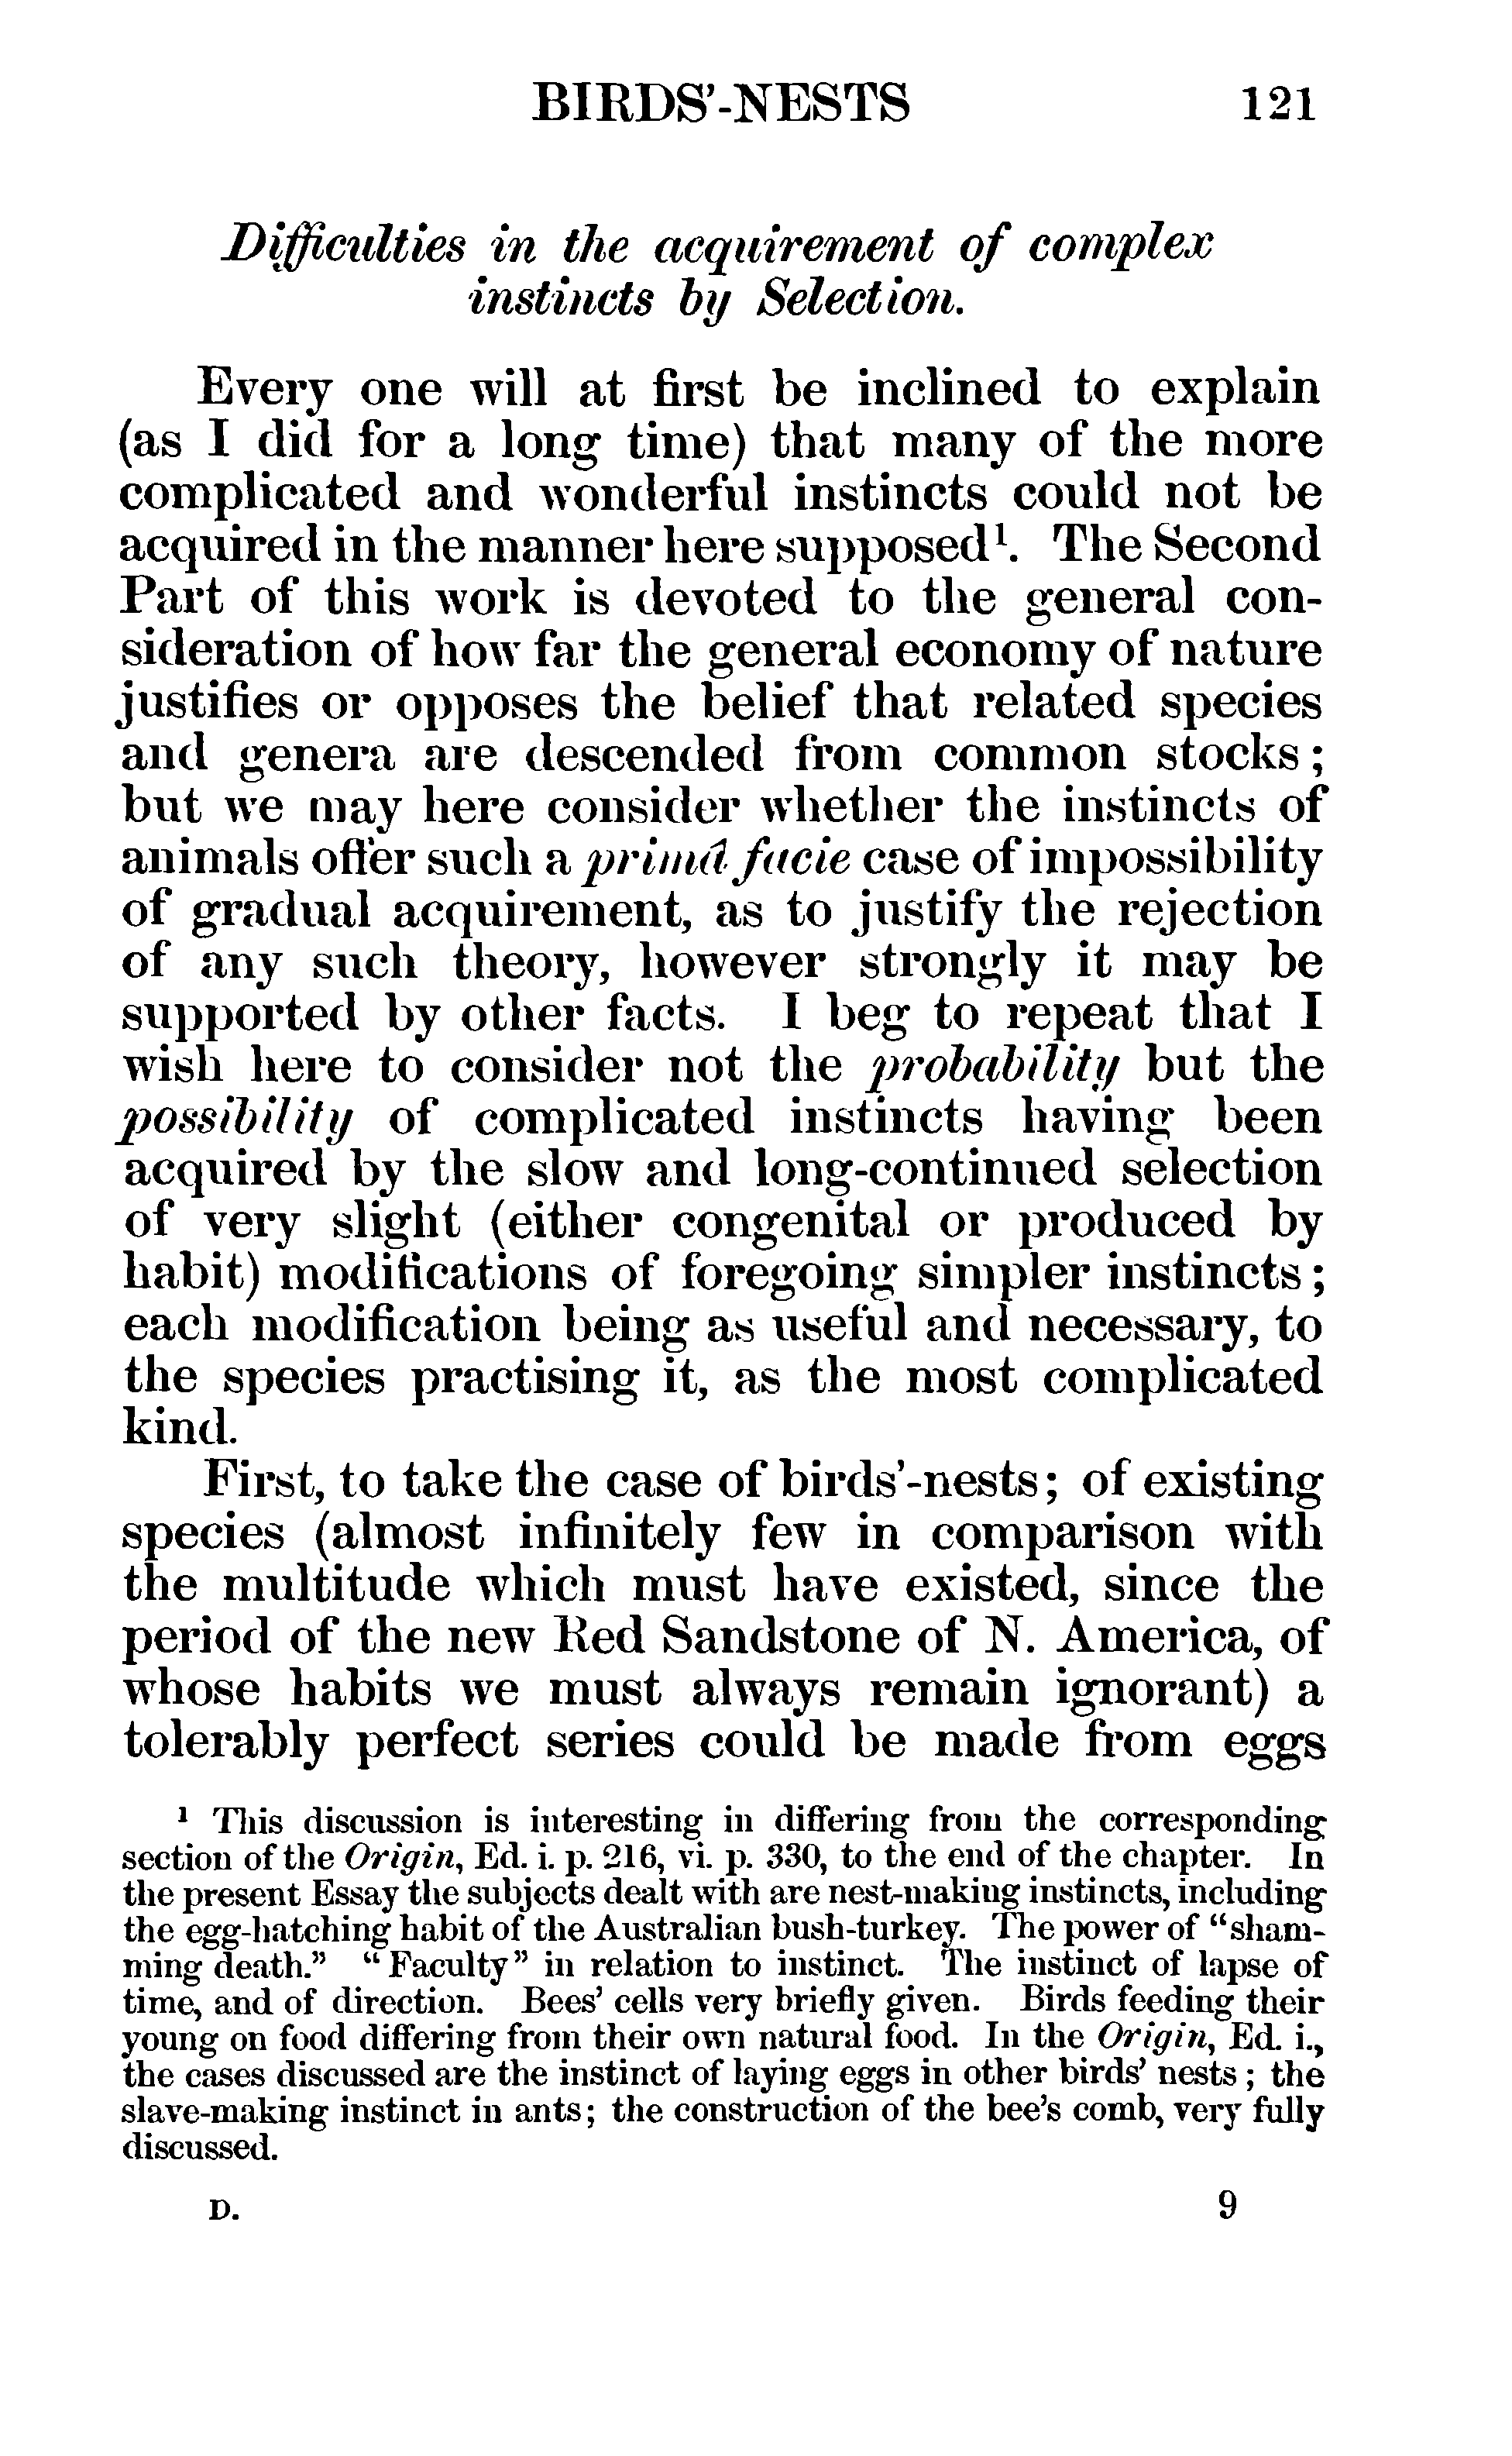 BIRDS'-NESTS 121
Difficulties in the acquirement of complex
instincts by Selection.
Every one will at first be inclined to explain
(as I did for a long time) that many of the more
complicated and wonderful instincts could not be
acquired in the manner here supposed¹. The Second
Part of this work is devoted to the general con-
sideration of how far the general economy of nature
justifies or opposes the belief that related species
and genera are descended from common stocks;
but we may here consider whether the instincts of
animals offer such a primâ facie case of impossibility
of gradual acquirement, as to justify the rejection
of any such theory, however strongly it may be
supported by other facts. I beg to repeat that I
wish here to consider not the probability but the
possibility of complicated instincts having been
acquired by the slow and long-continued selection
of very slight (either congenital or produced by
habit) modifications of foregoing simpler instincts;
each modification being as useful and necessary, to
the species practising it, as the most complicated
kind.
First, to take the case of birds'-nests; of existing
species (almost infinitely few in comparison with
the multitude which must have existed, since the
period of the new Red Sandstone of N. America, of
whose habits we must always remain ignorant) a
tolerably perfect series could be made from eggs
¹ This discussion is interesting in differing from the corresponding
section of the Origin, Ed. i. p. 216, vi. p. 330, to the end of the chapter. In
the present Essay the subjects dealt with are nest-making instincts, including
the egg-hatching habit of the Australian bush-turkey. The power of "sham-
ming death." "Faculty" in relation to instinct. The instinct of lapse of
time, and of direction. Bees' cells very briefly given. Birds feeding their
young on food differing from their own natural food. In the Origin, Ed. i.,
the cases discussed are the instinct of laying eggs in other birds' nests; the
slave-making instinct in ants; the construction of the bee's comb, very fully
discussed.
D. 9